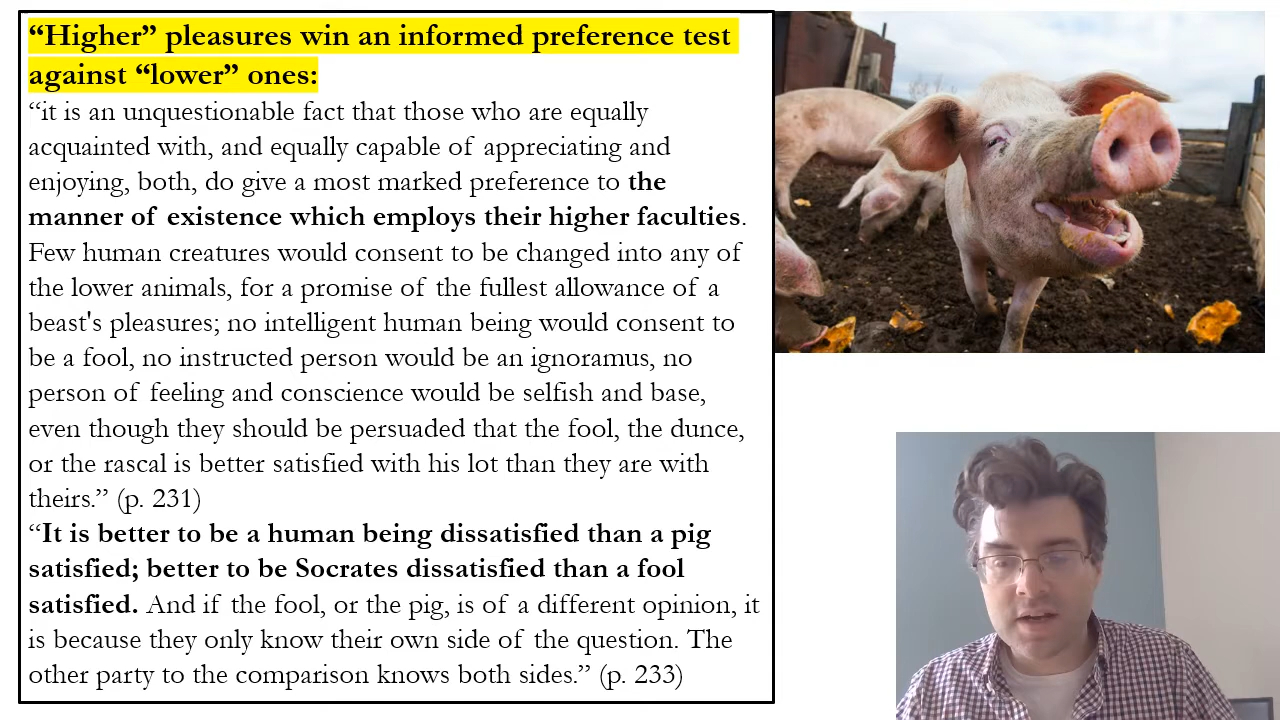 “Higher” pleasures win an informed preference test
against “lower” ones:
“it is an unquestionable fact that those who are equally
acquainted with, and equally capable of appreciating and
enjoying, both, do give a most marked preference to the
manner of existence which employs their higher faculties.
Few human creatures would consent to be changed into any of
the lower animals, for a promise of the fullest allowance of a
beast's pleasures; no intelligent human being would consent to
be a fool, no instructed person would be an ignoramus, no
person of feeling and conscience would be selfish and base,
even though they should be persuaded that the fool, the dunce,
or the rascal is better satisfied with his lot than they are with
theirs.” (p. 231)
“It is better to be a human being dissatisfied than a pig
satisfied; better to be Socrates dissatisfied than a fool
satisfied. And if the fool, or the pig, is of a different opinion, it
is because they only know their own side of the question. The
other party to the comparison knows both sides.” (p. 233)